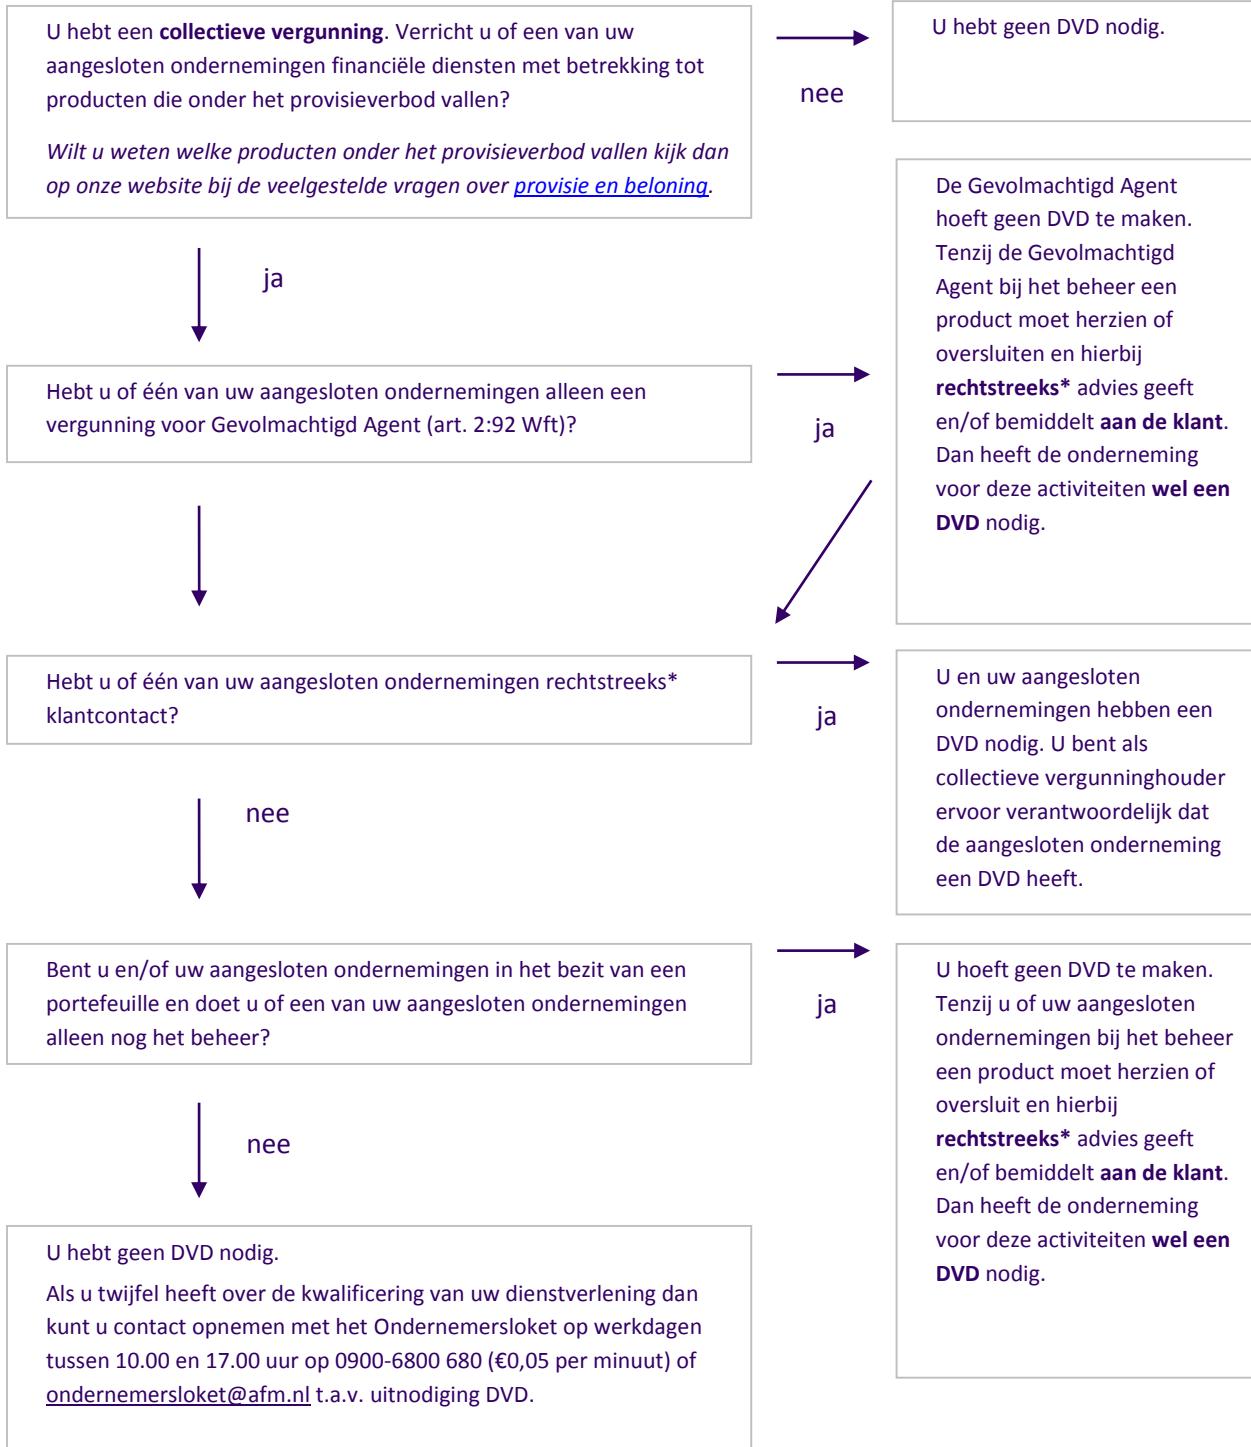 U hebt een collectieve vergunning. Verricht u of een van uw
aangesloten ondernemingen financiële diensten met betrekking tot
producten die onder het provisieverbod vallen?
Wilt u weten welke producten onder het provisieverbod vallen kijk dan
op onze website bij de veelgestelde vragen over provisie en beloning.
nee
U hebt geen DVD nodig.
ja
Hebt u of één van uw aangesloten ondernemingen alleen een
vergunning voor Gevolmachtigd Agent (art. 2:92 Wft)?
ja
De Gevolmachtigd Agent
hoeft geen DVD te maken.
Tenzij de Gevolmachtigd
Agent bij het beheer een
product moet herzien of
oversluiten en hierbij
rechtstreeks* advies geeft
en/of bemiddelt aan de klant.
Dan heeft de onderneming
voor deze activiteiten wel een
DVD nodig.
Hebt u of één van uw aangesloten ondernemingen rechtstreeks*
klantcontact?
ja
U en uw aangesloten
ondernemingen hebben een
DVD nodig. U bent als
collectieve vergunninghouder
ervoor verantwoordelijk dat
de aangesloten onderneming
een DVD heeft.
nee
Bent u en/of uw aangesloten ondernemingen in het bezit van een
portefeuille en doet u of een van uw aangesloten ondernemingen
alleen nog het beheer?
ja
U hoeft geen DVD te maken.
Tenzij u of uw aangesloten
ondernemingen bij het beheer
een product moet herzien of
oversluit en hierbij
rechtstreeks* advies geeft
en/of bemiddelt aan de klant.
Dan heeft de onderneming
voor deze activiteiten wel een
DVD nodig.
nee
U hebt geen DVD nodig.
Als u twijfel heeft over de kwalificering van uw dienstverlening dan
kunt u contact opnemen met het Ondernemersloket op werkdagen
tussen 10.00 en 17.00 uur op 0900-6800 680 (€0,05 per minuut) of
ondernemersloket@afm.nl t.a.v. uitnodiging DVD.